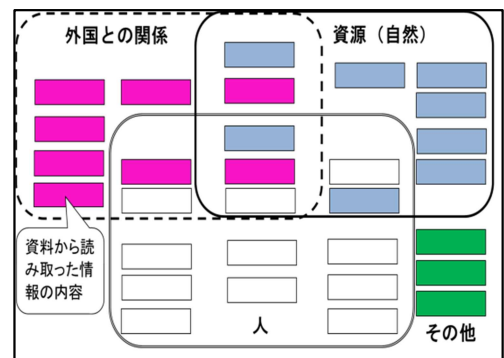 外国との関係
資源（自然）
資料から読
み取った情
報の内容
人
その他